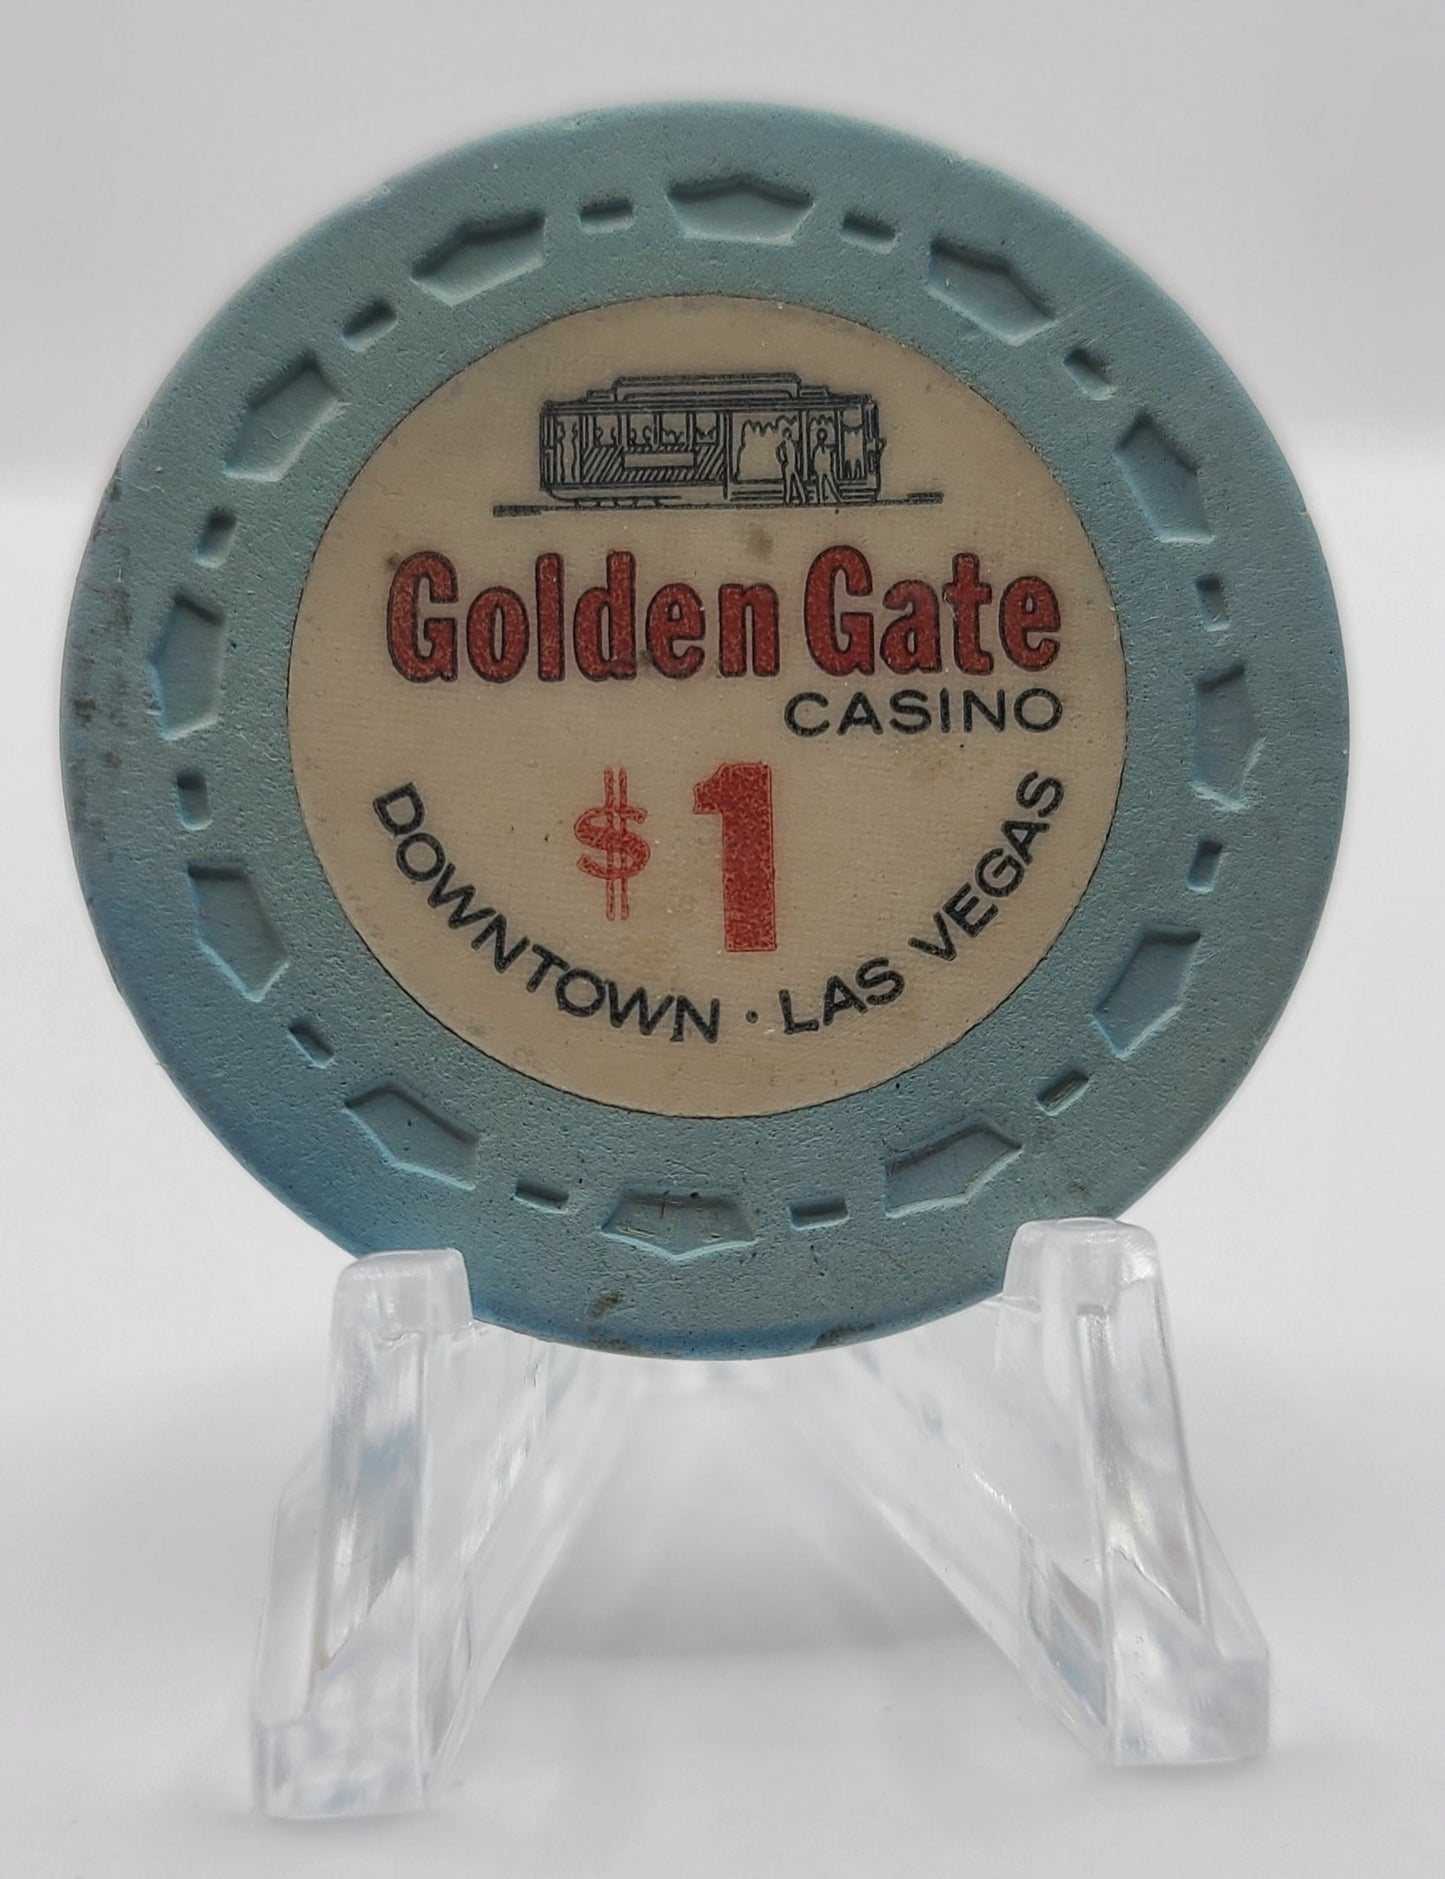 Golden Gate
CASINO
$1
DOWNTOWN · LAS VEGAS